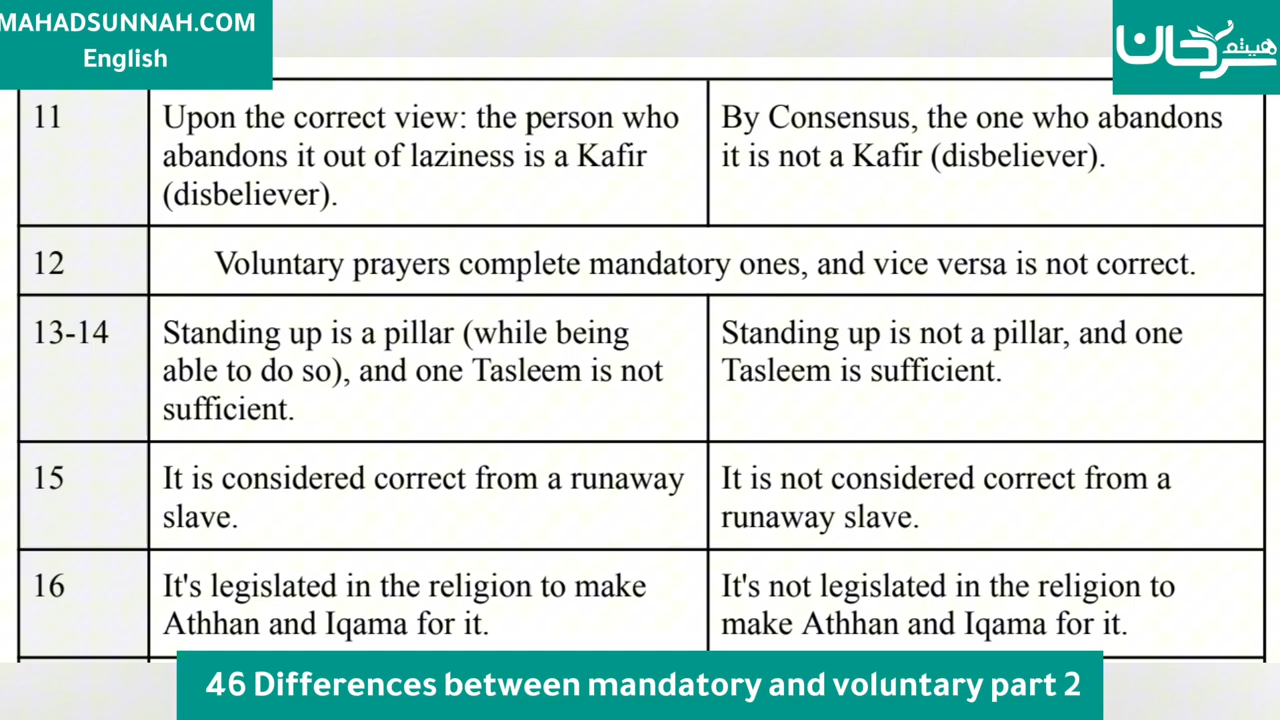 MAHADSUNNAH.COM
English
هيثم
سرحان
11
Upon the correct view: the person who
abandons it out of laziness is a Kafir
(disbeliever).
By Consensus, the one who abandons
it is not a Kafir (disbeliever).
12
Voluntary prayers complete mandatory ones, and vice versa is not correct.
13-14
Standing up is a pillar (while being
able to do so), and one Tasleem is not
sufficient.
Standing up is not a pillar, and one
Tasleem is sufficient.
15
It is considered correct from a runaway
slave.
It is not considered correct from a
runaway slave.
16
It's legislated in the religion to make
Athhan and Iqama for it.
It's not legislated in the religion to
make Athhan and Iqama for it.
46 Differences between mandatory and voluntary part 2